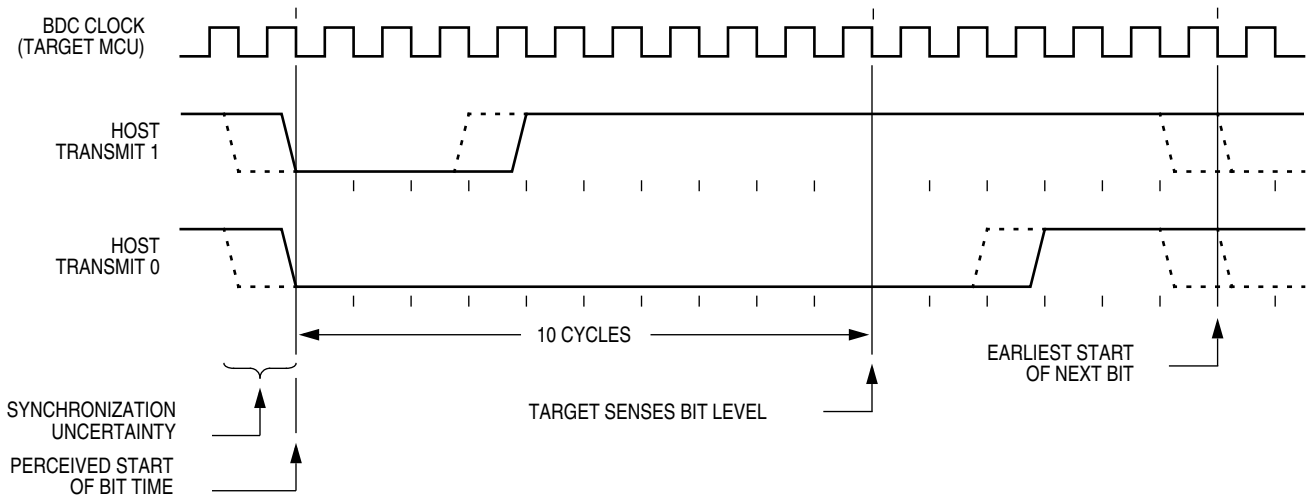 BDC CLOCK
(TARGET MCU)
HOST
TRANSMIT 1
HOST
TRANSMIT 0
10 CYCLES
EARLIEST START
OF NEXT BIT
SYNCHRONIZATION
UNCERTAINTY
TARGET SENSES BIT LEVEL
PERCEIVED START
OF BIT TIME